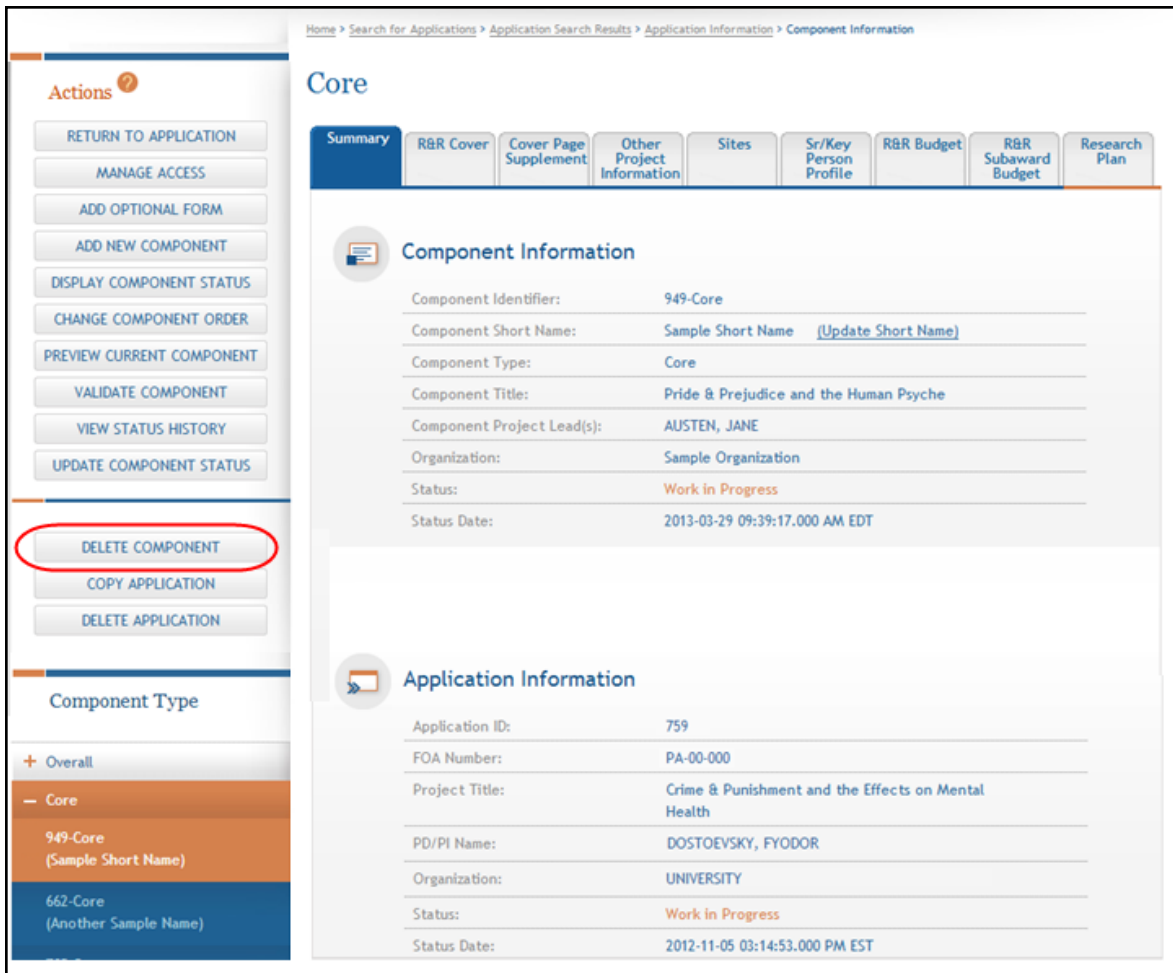 Home > Search for Applications > Application Search Results > Application Information > Component Information
Actions ?
RETURN TO APPLICATION
MANAGE ACCESS
ADD OPTIONAL FORM
ADD NEW COMPONENT
DISPLAY COMPONENT STATUS
CHANGE COMPONENT ORDER
PREVIEW CURRENT COMPONENT
VALIDATE COMPONENT
VIEW STATUS HISTORY
UPDATE COMPONENT STATUS
DELETE COMPONENT
COPY APPLICATION
DELETE APPLICATION
Component Type
+ Overall
– Core
949-Core
(Sample Short Name)
662-Core
(Another Sample Name)
Core
Summary
R&R Cover
Cover Page
Supplement
Other
Project
Information
Sites
Sr/Key
Person
Profile
R&R Budget
R&R
Subaward
Budget
Research
Plan
Component Information
Component Identifier: 949-Core
Component Short Name: Sample Short Name (Update Short Name)
Component Type: Core
Component Title: Pride & Prejudice and the Human Psyche
Component Project Lead(s): AUSTEN, JANE
Organization: Sample Organization
Status: Work in Progress
Status Date: 2013-03-29 09:39:17.000 AM EDT
Application Information
Application ID: 759
FOA Number: PA-00-000
Project Title: Crime & Punishment and the Effects on Mental
Health
PD/PI Name: DOSTOEVSKY, FYODOR
Organization: UNIVERSITY
Status: Work in Progress
Status Date: 2012-11-05 03:14:53.000 PM EST